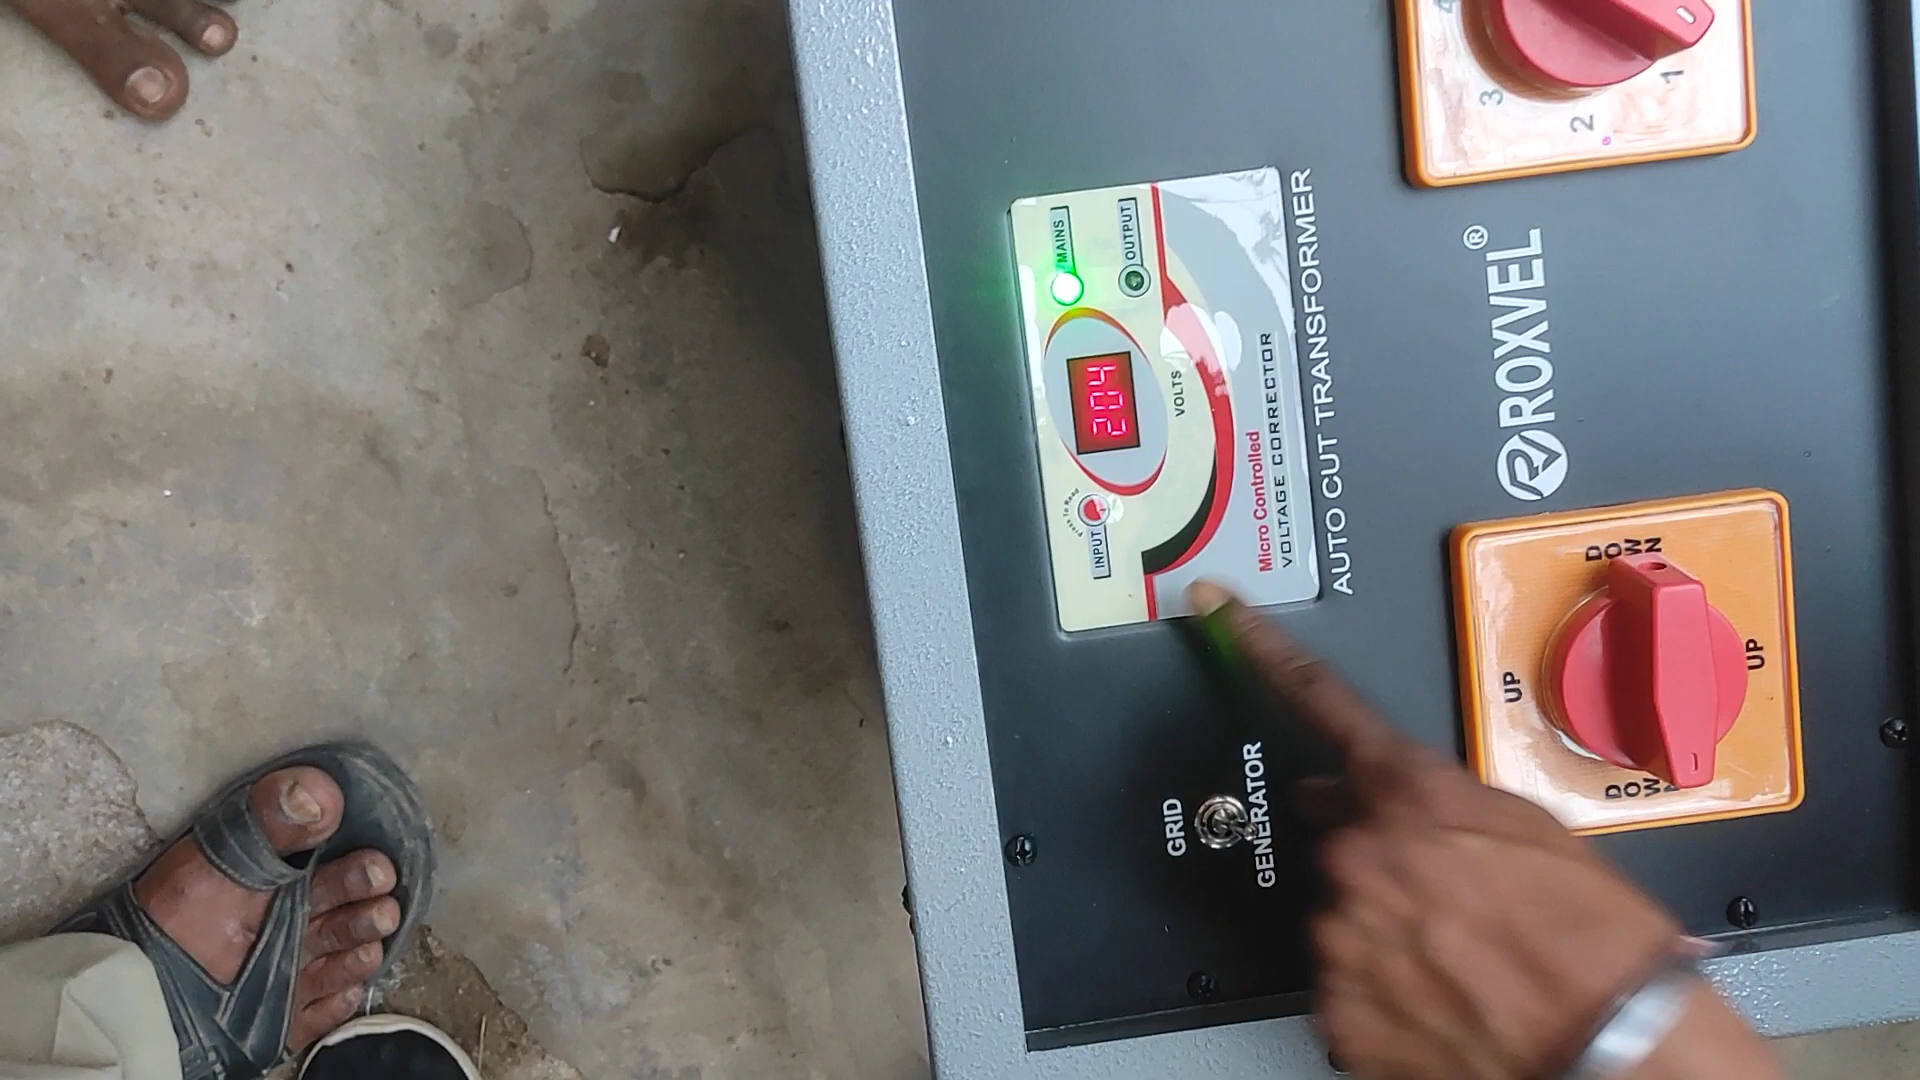 MAINS
OUTPUT
204
VOLTS
Press To Read
INPUT
Micro Controlled
VOLTAGE CORRECTOR
AUTO CUT TRANSFORMER
GRID
GENERATOR
ROXVEL®
1
2
3
4
DOWN
UP
UP